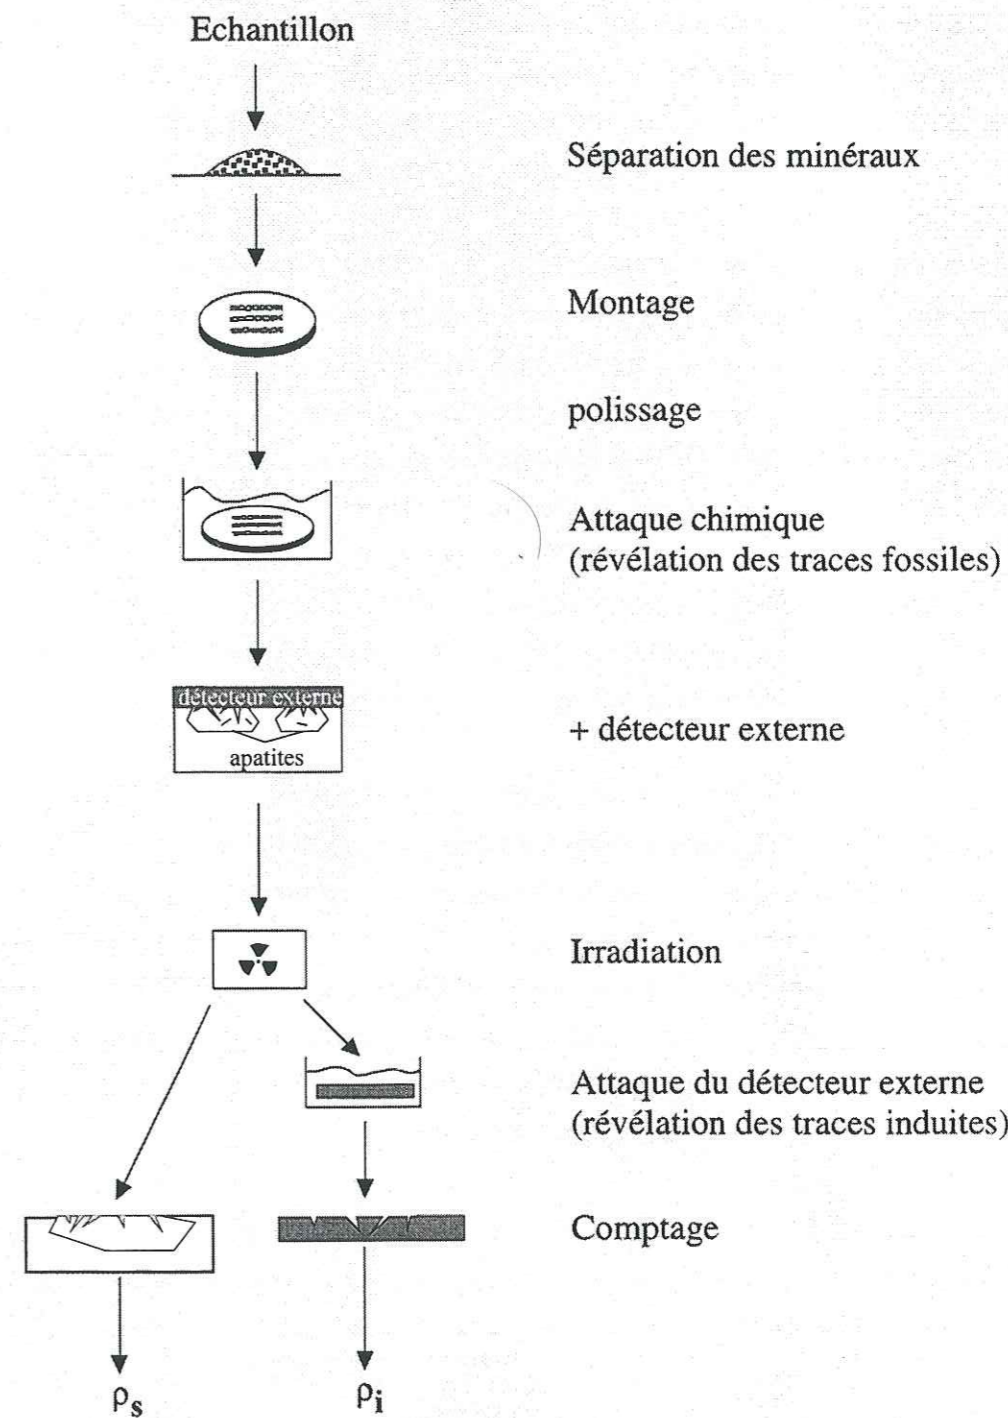 Echantillon
Séparation des minéraux
Montage
polissage
Attaque chimique
(révélation des traces fossiles)
détecteur externe
apatites
+ détecteur externe
Irradiation
Attaque du détecteur externe
(révélation des traces induites)
Comptage
ρs
ρi